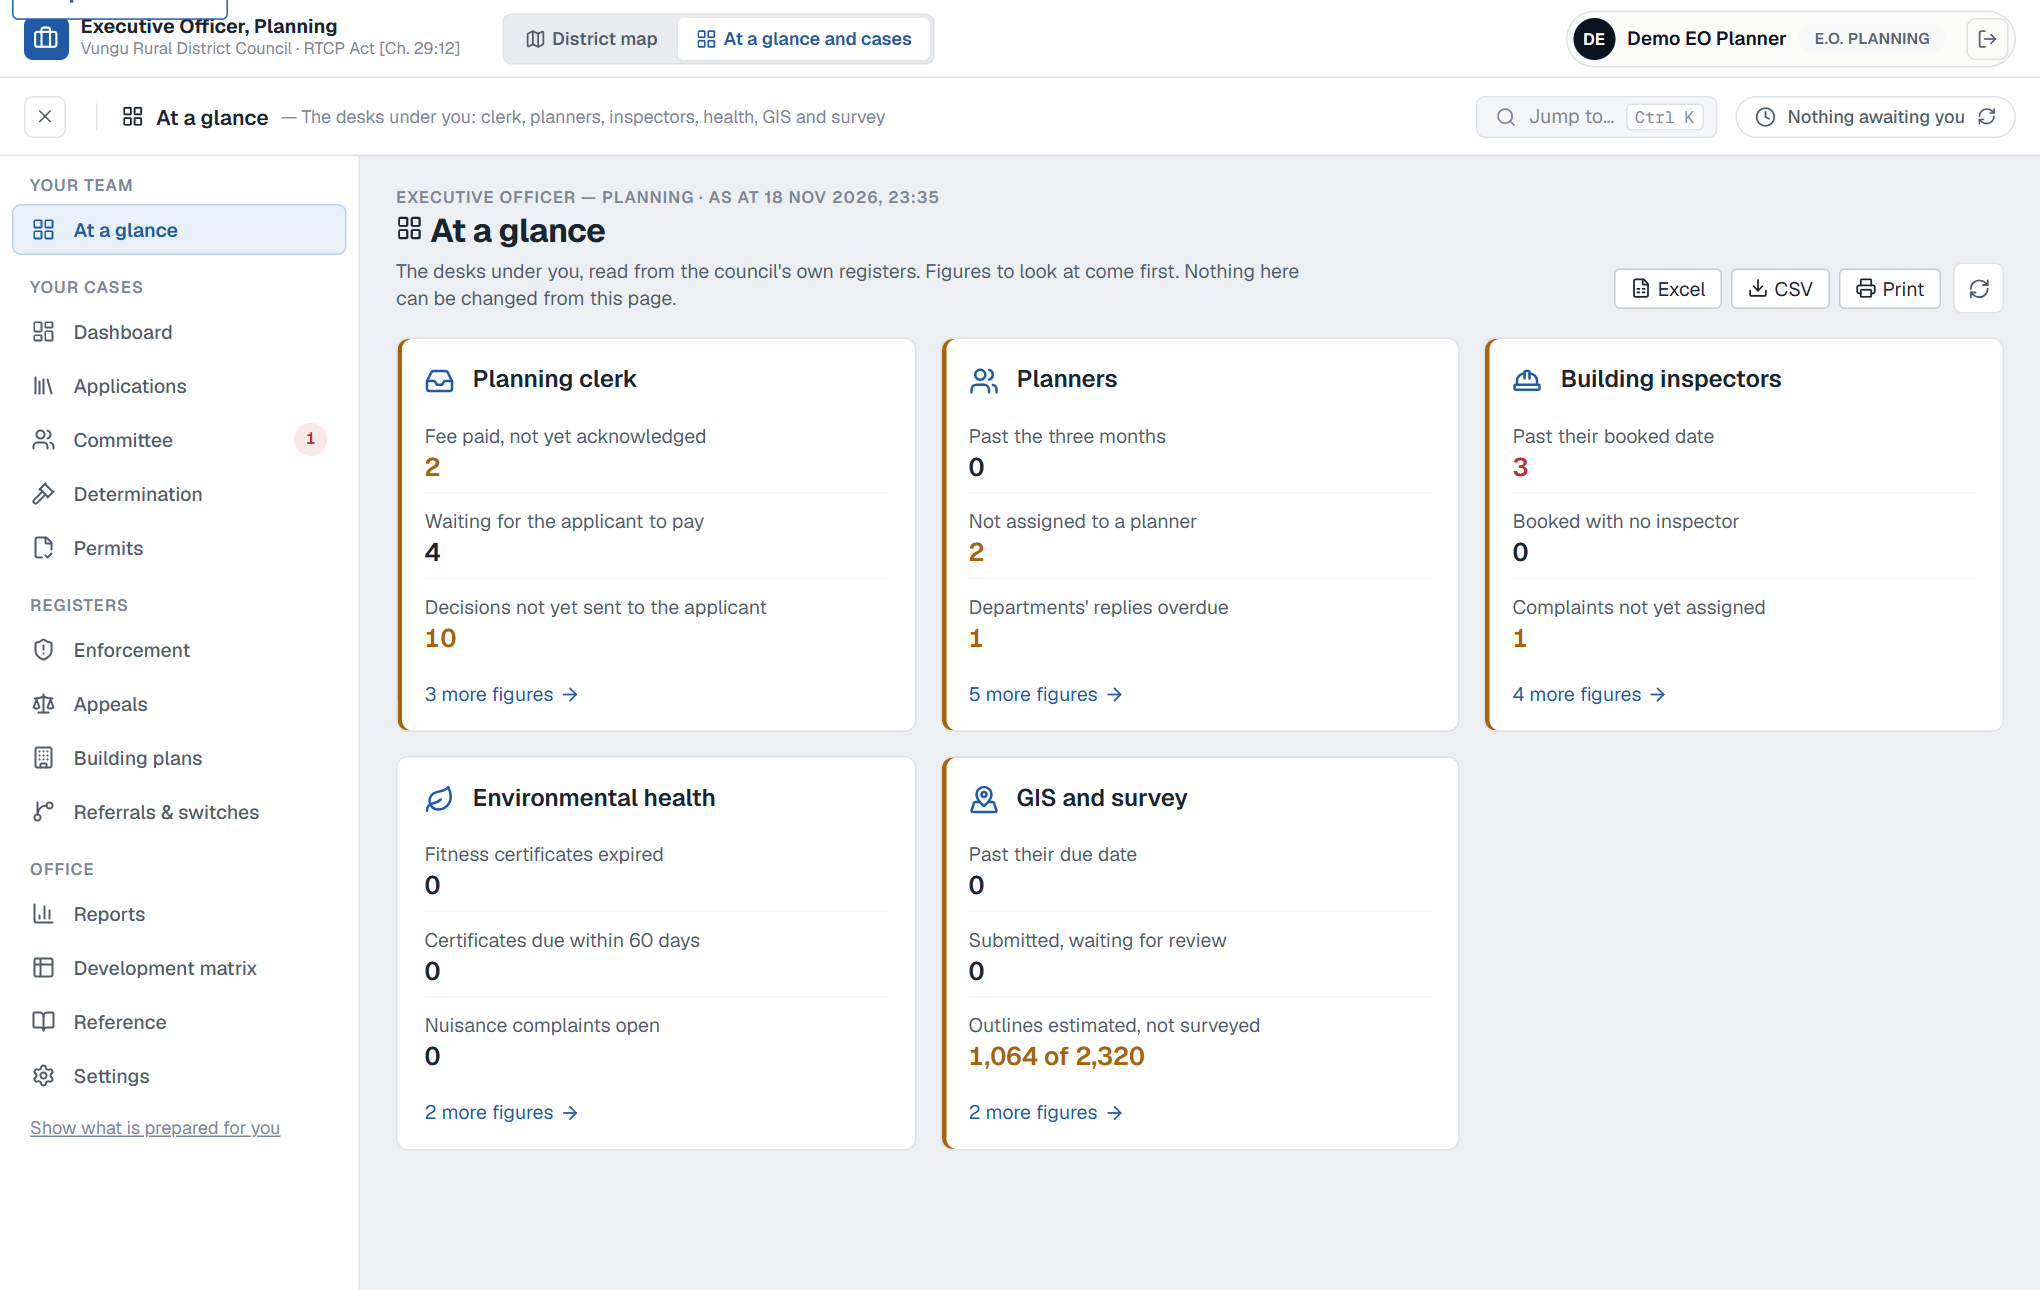 Executive Officer, Planning
Vungu Rural District Council · RTCP Act [Ch. 29:12]
District map
At a glance and cases
DE
Demo EO Planner
E.O. PLANNING
At a glance
— The desks under you: clerk, planners, inspectors, health, GIS and survey
Jump to...
Ctrl K
Nothing awaiting you
YOUR TEAM
At a glance
YOUR CASES
Dashboard
Applications
Committee
1
Determination
Permits
REGISTERS
Enforcement
Appeals
Building plans
Referrals & switches
OFFICE
Reports
Development matrix
Reference
Settings
Show what is prepared for you
EXECUTIVE OFFICER — PLANNING · AS AT 18 NOV 2026, 23:35
At a glance
The desks under you, read from the council's own registers. Figures to look at come first. Nothing here
can be changed from this page.
Excel
CSV
Print
Planning clerk
Fee paid, not yet acknowledged
2
Waiting for the applicant to pay
4
Decisions not yet sent to the applicant
10
3 more figures →
Planners
Past the three months
0
Not assigned to a planner
2
Departments' replies overdue
1
5 more figures →
Building inspectors
Past their booked date
3
Booked with no inspector
0
Complaints not yet assigned
1
4 more figures →
Environmental health
Fitness certificates expired
0
Certificates due within 60 days
0
Nuisance complaints open
0
2 more figures →
GIS and survey
Past their due date
0
Submitted, waiting for review
0
Outlines estimated, not surveyed
1,064 of 2,320
2 more figures →